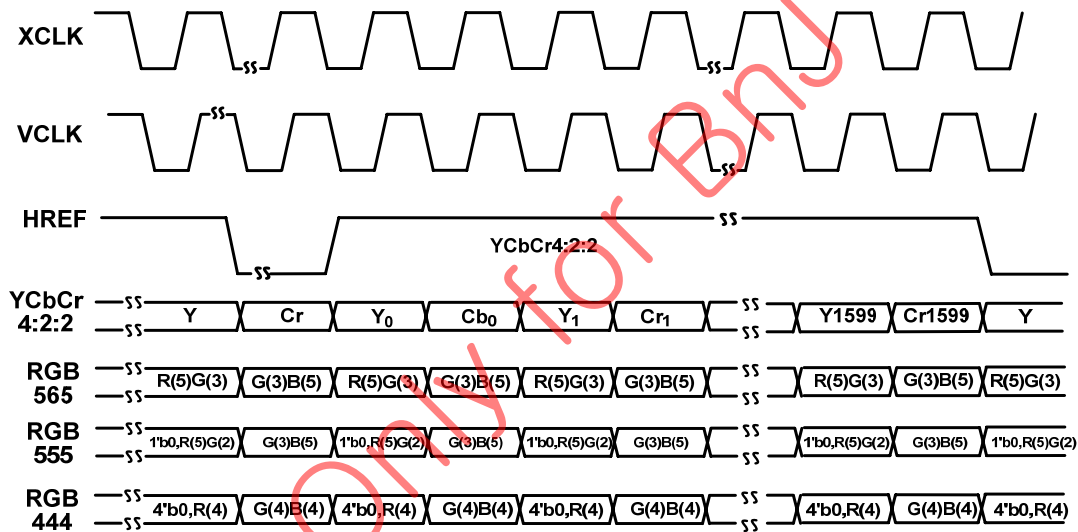 XCLK
VCLK
HREF
YCbCr4:2:2
YCbCr 4:2:2 Y Cr Y0 Cb0 Y1 Cr1 Y1599 Cr1599 Y
RGB 565 R(5)G(3) G(3)B(5) R(5)G(3) G(3)B(5) R(5)G(3) G(3)B(5) R(5)G(3) G(3)B(5) R(5)G(3)
RGB 555 1'b0,R(5)G(2) G(3)B(5) 1'b0,R(5)G(2) G(3)B(5) 1'b0,R(5)G(2) G(3)B(5) 1'b0,R(5)G(2) G(3)B(5) 1'b0,R(5)G(2)
RGB 444 4'b0,R(4) G(4)B(4) 4'b0,R(4) G(4)B(4) 4'b0,R(4) G(4)B(4) 4'b0,R(4) G(4)B(4) 4'b0,R(4)
Only for BnJ